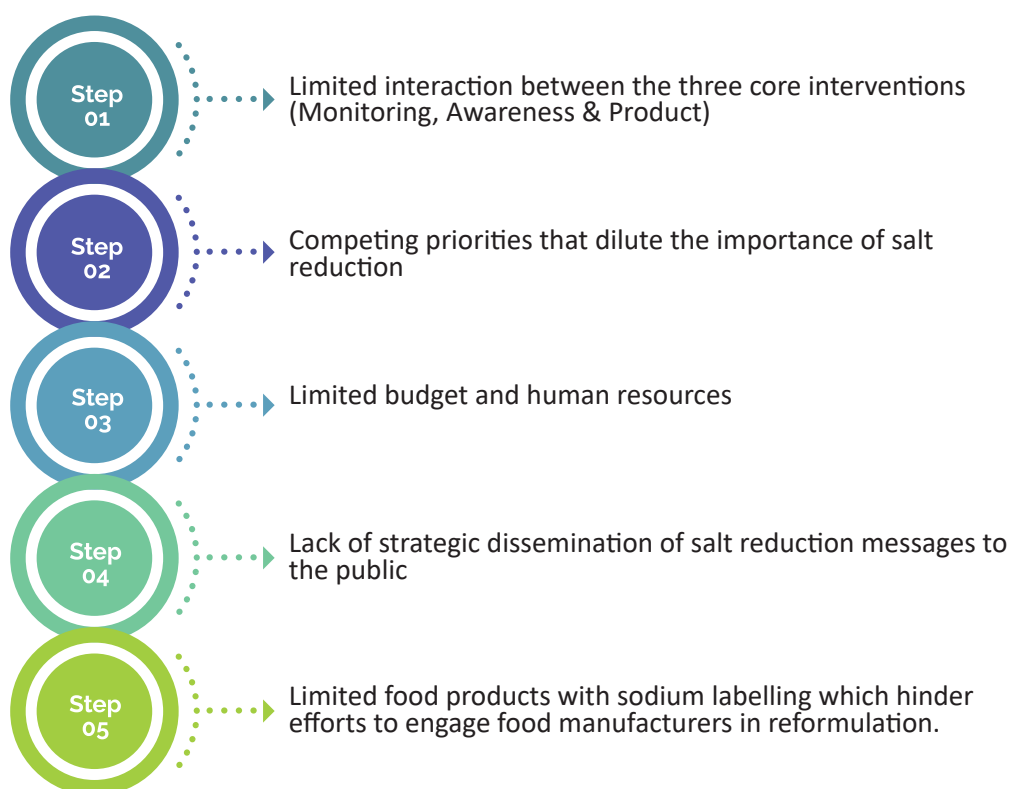 Step
01
Limited interaction between the three core interventions
(Monitoring, Awareness & Product)
Step
02
Competing priorities that dilute the importance of salt
reduction
Step
03
Limited budget and human resources
Step
04
Lack of strategic dissemination of salt reduction messages to
the public
Step
05
Limited food products with sodium labelling which hinder
efforts to engage food manufacturers in reformulation.